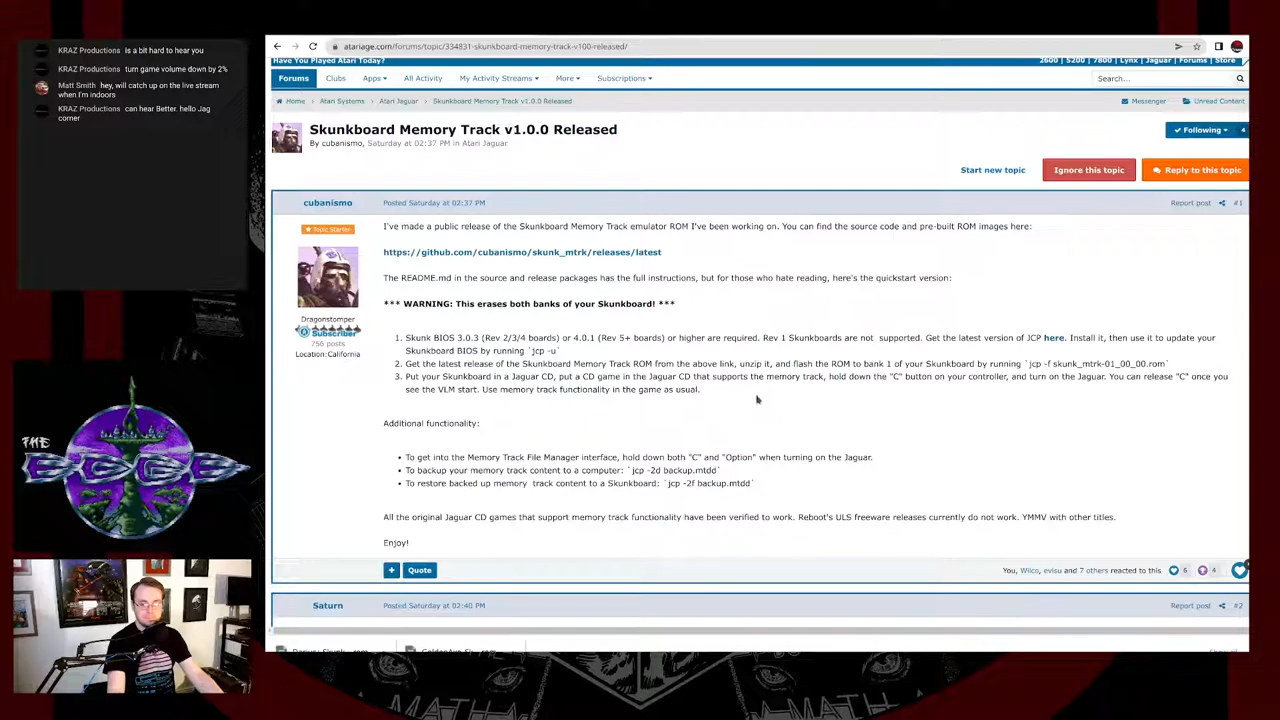 KRAZ Productions Is a bit hard to hear you
KRAZ Productions turn game volume down by 2%
Matt Smith hey, will catch up on the live stream
when I'm indoors
KRAZ Productions can hear Better. hello Jag
corner
atariage.com/forums/topic/334831-skunkboard-memory-track-v100-released/
Have You Played Atari Today?
2600 | 5200 | 7800 | Lynx | Jaguar | Forums | Store
Forums Clubs Apps All Activity My Activity Streams More Subscriptions Search...
Home Atari Systems Atari Jaguar Skunkboard Memory Track v1.0.0 Released Messenger Unread Content
Skunkboard Memory Track v1.0.0 Released
By cubanismo, Saturday at 02:37 PM in Atari Jaguar
Following 4
Start new topic Ignore this topic Reply to this topic
cubanismo Posted Saturday at 02:37 PM Report post #1
Topic Starter
Dragonstomper
Subscriber
756 posts
Location:California
I've made a public release of the Skunkboard Memory Track emulator ROM I've been working on. You can find the source code and pre-built ROM images here:
https://github.com/cubanismo/skunk_mtrk/releases/latest
The README.md in the source and release packages has the full instructions, but for those who hate reading, here's the quickstart version:
*** WARNING: This erases both banks of your Skunkboard! ***
1. Skunk BIOS 3.0.3 (Rev 2/3/4 boards) or 4.0.1 (Rev 5+ boards) or higher are required. Rev 1 Skunkboards are not supported. Get the latest version of JCP here. Install it, then use it to update your
Skunkboard BIOS by running `jcp -u`
2. Get the latest release of the Skunkboard Memory Track ROM from the above link, unzip it, and flash the ROM to bank 1 of your Skunkboard by running `jcp -f skunk_mtrk-01_00_00.rom`
3. Put your Skunkboard in a Jaguar CD, put a CD game in the Jaguar CD that supports the memory track, hold down the "C" button on your controller, and turn on the Jaguar. You can release "C" once you
see the VLM start. Use memory track functionality in the game as usual.
Additional functionality:
• To get into the Memory Track File Manager interface, hold down both "C" and "Option" when turning on the Jaguar.
• To backup your memory track content to a computer: `jcp -2d backup.mtdd`
• To restore backed up memory track content to a Skunkboard: `jcp -2f backup.mtdd`
All the original Jaguar CD games that support memory track functionality have been verified to work. Reboot's ULS freeware releases currently do not work. YMMV with other titles.
Enjoy!
+ Quote
You, Wilco, evisu and 7 others reacted to this 6 4
Saturn Posted Saturday at 02:40 PM Report post #2
THE